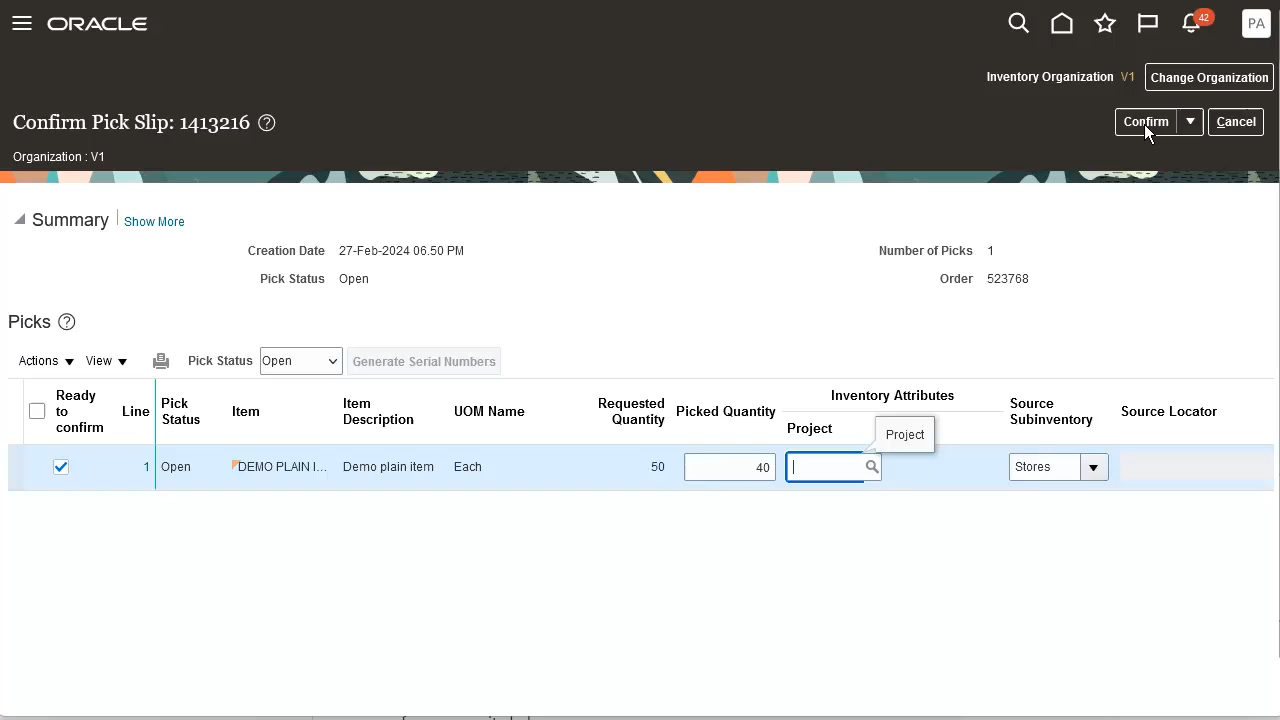 ORACLE
42
PA
Inventory Organization V1 Change Organization
Confirm Pick Slip: 1413216 ?
Confirm Cancel
Organization : V1
Summary Show More
Creation Date 27-Feb-2024 06.50 PM
Number of Picks 1
Pick Status Open
Order 523768
Picks ?
Actions View Pick Status Open Generate Serial Numbers
Ready to confirm Line Pick Status Item Item Description UOM Name Requested Quantity Picked Quantity Inventory Attributes Project Source Subinventory Source Locator
Project
1 Open DEMO PLAIN I... Demo plain item Each 50 40 Stores